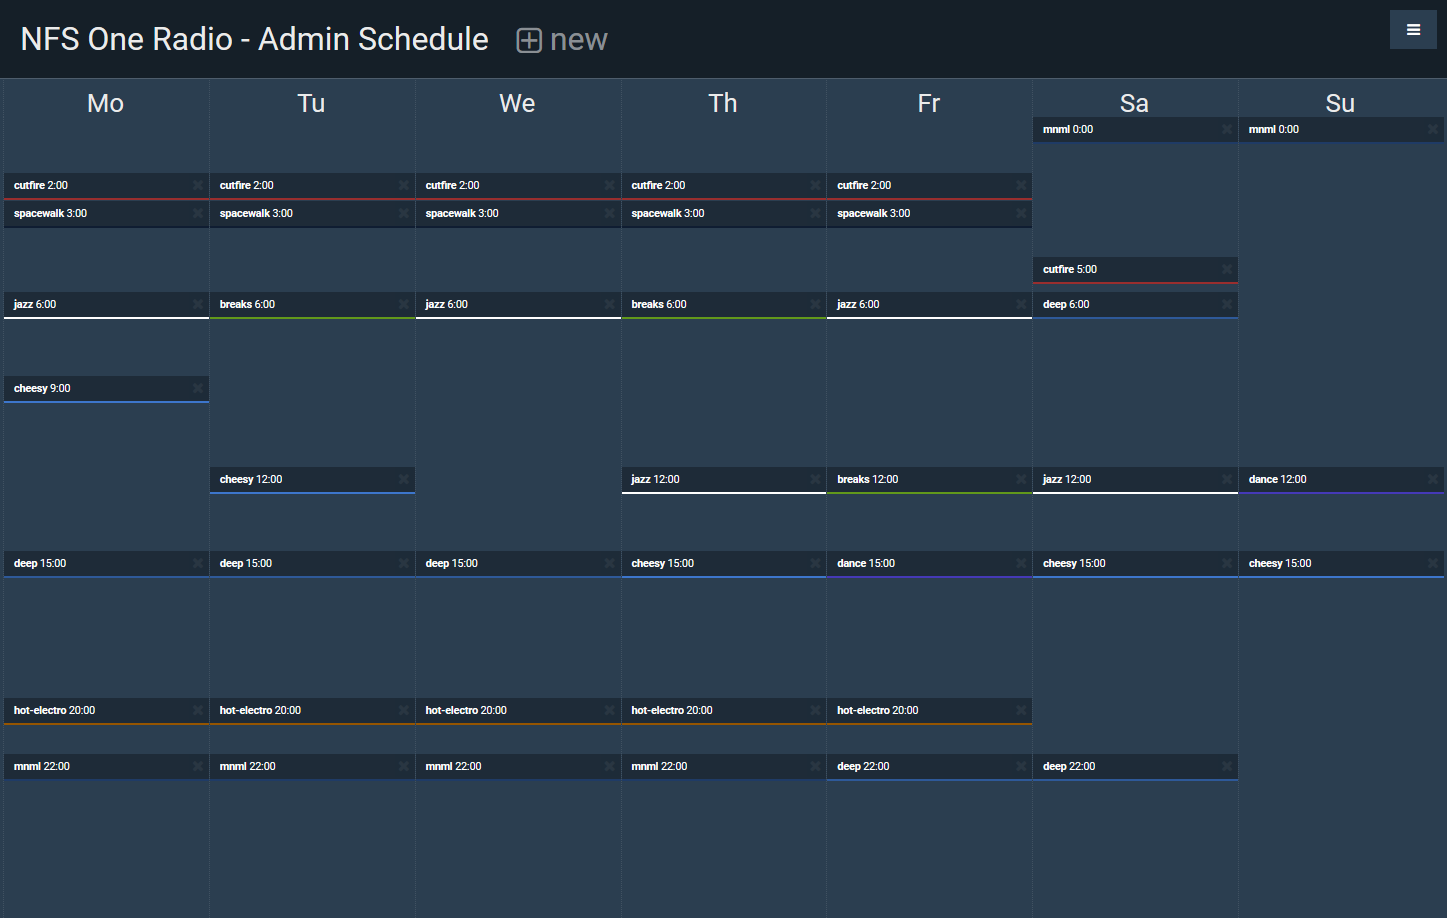 NFS One Radio - Admin Schedule new
Mo Tu We Th Fr Sa Su
mnml 0:00 mnml 0:00
cutfire 2:00 cutfire 2:00 cutfire 2:00 cutfire 2:00 cutfire 2:00
spacewalk 3:00 spacewalk 3:00 spacewalk 3:00 spacewalk 3:00 spacewalk 3:00
cutfire 5:00
jazz 6:00 breaks 6:00 jazz 6:00 breaks 6:00 jazz 6:00 deep 6:00
cheesy 9:00
cheesy 12:00 jazz 12:00 breaks 12:00 jazz 12:00 dance 12:00
deep 15:00 deep 15:00 deep 15:00 cheesy 15:00 dance 15:00 cheesy 15:00 cheesy 15:00
hot-electro 20:00 hot-electro 20:00 hot-electro 20:00 hot-electro 20:00 hot-electro 20:00
mnml 22:00 mnml 22:00 mnml 22:00 mnml 22:00 deep 22:00 deep 22:00